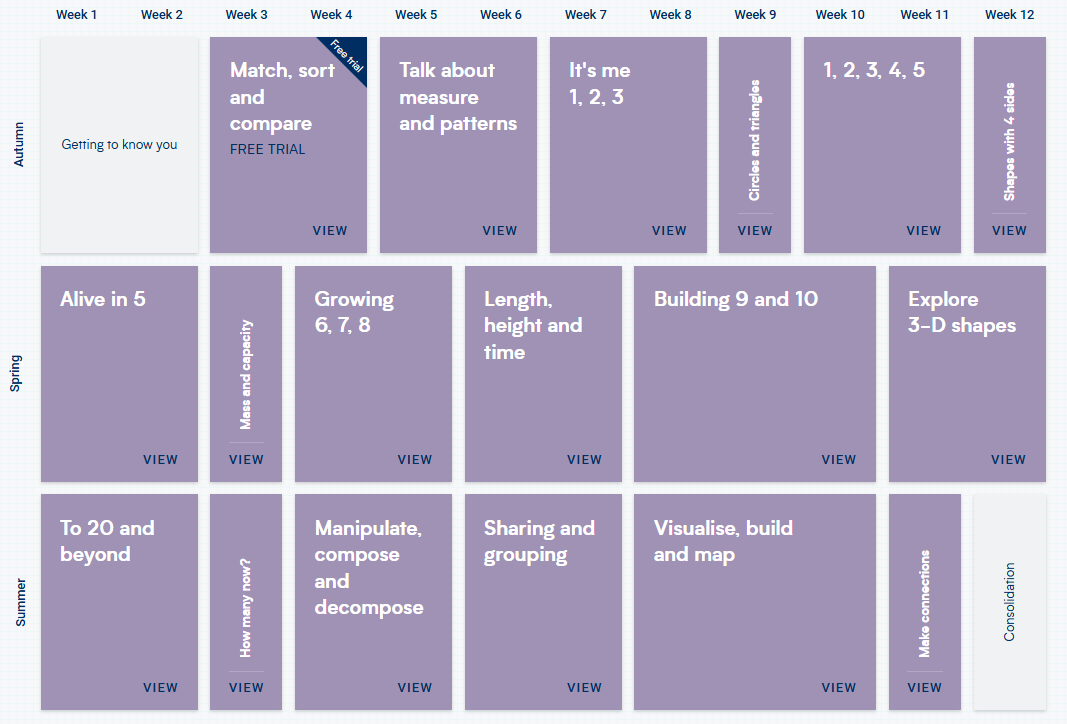 Week 1 Week 2 Week 3 Week 4 Week 5 Week 6 Week 7 Week 8 Week 9 Week 10 Week 11 Week 12
Autumn
Getting to know you
Free trial
Match, sort
and
compare
FREE TRIAL
VIEW
Talk about
measure
and patterns
VIEW
It's me
1, 2, 3
VIEW
Circles and triangles
VIEW
1, 2, 3, 4, 5
VIEW
Shapes with 4 sides
VIEW
Spring
Alive in 5
VIEW
Mass and capacity
VIEW
Growing
6, 7, 8
VIEW
Length,
height and
time
VIEW
Building 9 and 10
VIEW
Explore
3-D shapes
VIEW
Summer
To 20 and
beyond
VIEW
How many now?
VIEW
Manipulate,
compose
and
decompose
VIEW
Sharing and
grouping
VIEW
Visualise, build
and map
VIEW
Make connections
VIEW
Consolidation